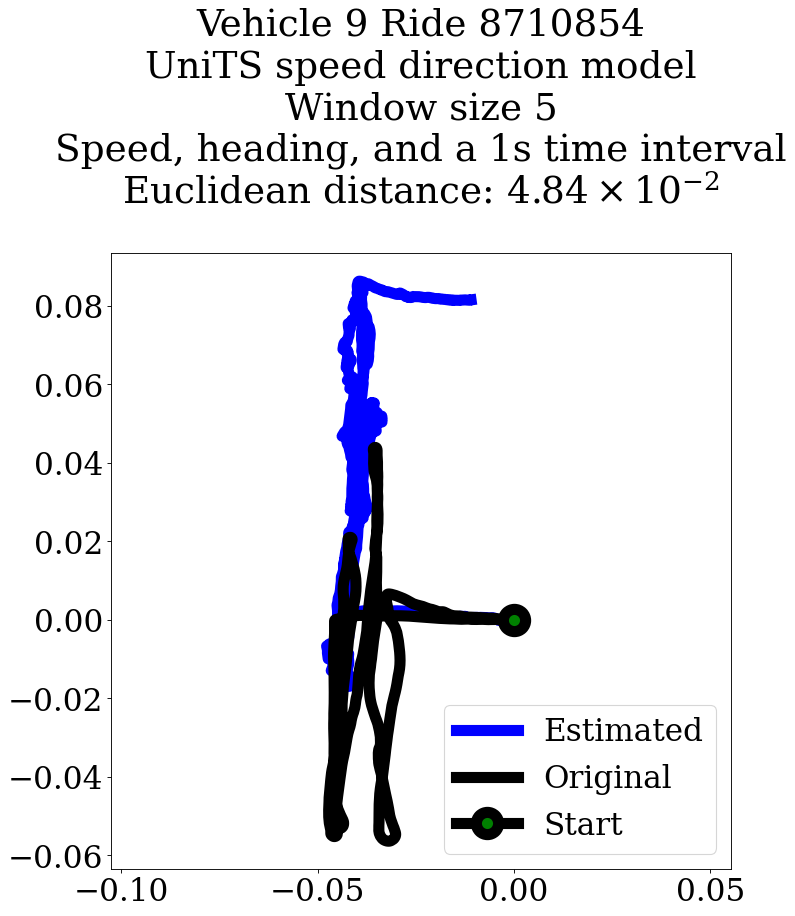 Vehicle 9 Ride 8710854
UniTS speed direction model
Window size 5
Speed, heading, and a 1s time interval
Euclidean distance: 4.84 × 10⁻²
0.08
0.06
0.04
0.02
0.00
−0.02
−0.04
−0.06
Estimated
Original
Start
−0.10
−0.05
0.00
0.05